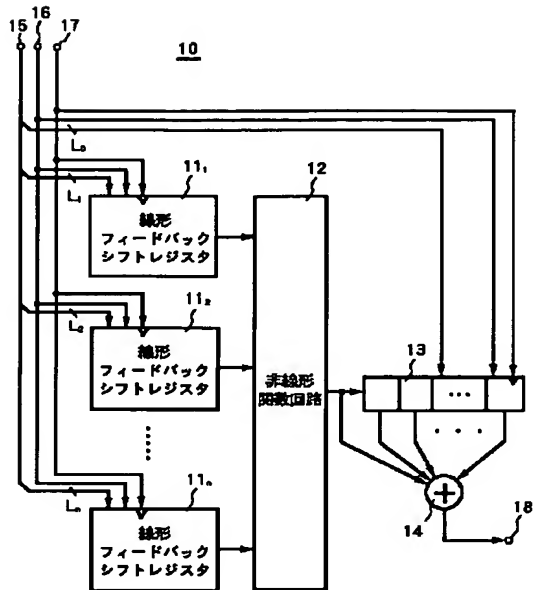 15
16
17
10
L₀
L₁
11₁
12
線形
フィードバック
シフトレジスタ
L₂
11₂
線形
フィードバック
シフトレジスタ
非線形
関数回路
13
...
Lₙ
11ₙ
線形
フィードバック
シフトレジスタ
14
18